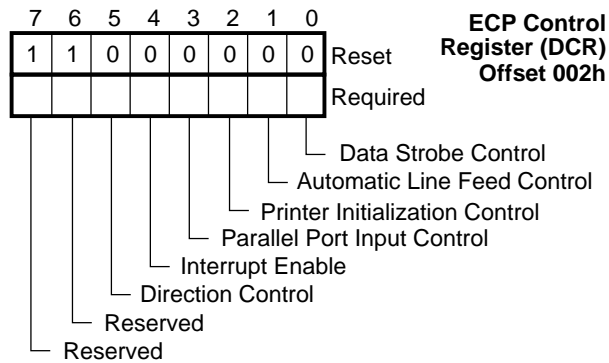 7 6 5 4 3 2 1 0
ECP Control
Register (DCR)
Offset 002h
1 1 0 0 0 0 0 0 Reset
Required
Data Strobe Control
Automatic Line Feed Control
Printer Initialization Control
Parallel Port Input Control
Interrupt Enable
Direction Control
Reserved
Reserved